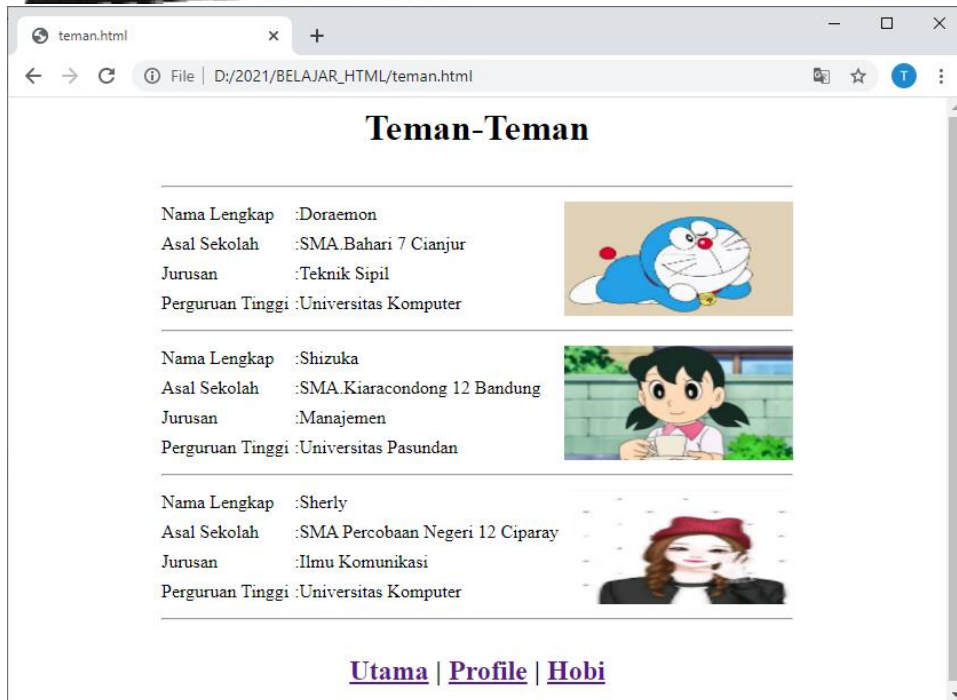 teman.html
File | D:/2021/BELAJAR_HTML/teman.html
T
Teman-Teman
Nama Lengkap :Doraemon
Asal Sekolah :SMA.Bahari 7 Cianjur
Jurusan :Teknik Sipil
Perguruan Tinggi :Universitas Komputer
Nama Lengkap :Shizuka
Asal Sekolah :SMA.Kiaracondong 12 Bandung
Jurusan :Manajemen
Perguruan Tinggi :Universitas Pasundan
Nama Lengkap :Sherly
Asal Sekolah :SMA Percobaan Negeri 12 Ciparay
Jurusan :Ilmu Komunikasi
Perguruan Tinggi :Universitas Komputer
Utama | Profile | Hobi